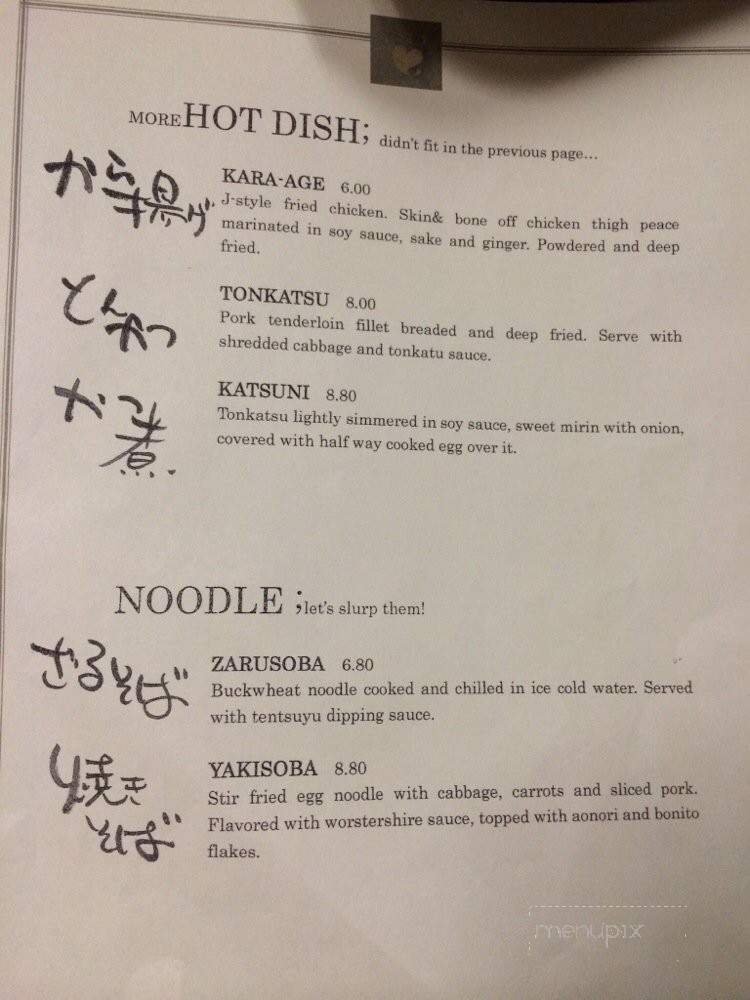 MORE HOT DISH; didn't fit in the previous page...
から
揚げ
KARA-AGE 6.00
J-style fried chicken. Skin& bone off chicken thigh peace
marinated in soy sauce, sake and ginger. Powdered and deep
fried.
とん
かつ
TONKATSU 8.00
Pork tenderloin fillet breaded and deep fried. Serve with
shredded cabbage and tonkatu sauce.
かつ
煮
KATSUNI 8.80
Tonkatsu lightly simmered in soy sauce, sweet mirin with onion,
covered with half way cooked egg over it.
NOODLE ;let's slurp them!
ざるそば
ZARUSOBA 6.80
Buckwheat noodle cooked and chilled in ice cold water. Served
with tentsuyu dipping sauce.
焼き
そば
YAKISOBA 8.80
Stir fried egg noodle with cabbage, carrots and sliced pork.
Flavored with worstershire sauce, topped with aonori and bonito
flakes.
menupix